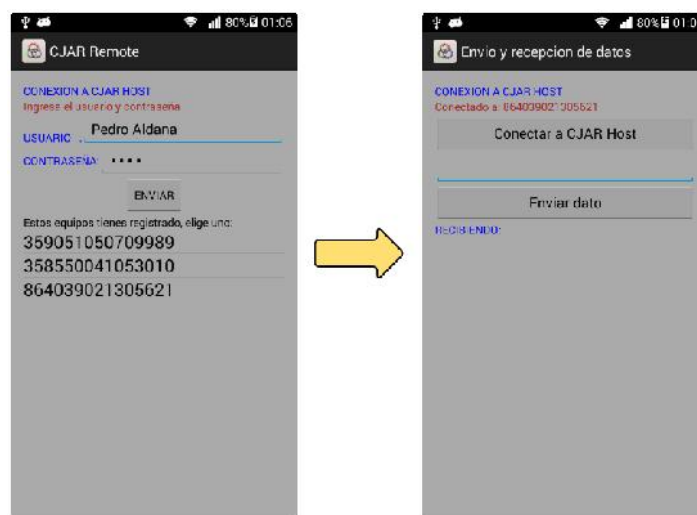 80% 01:06
CJAR Remote
CONEXION A CJAR HOST
Ingrese el usuario y contraseña
USUARIO Pedro Aldana
CONTRASEÑA: ••••
ENVIAR
Estos equipos tienes registrado, elige uno:
359051050709989
358550041053010
864039021305621
80% 01:0
Envio y recepcion de datos
CONEXION A CJAR HOST
Conectado a: 864039021305621
Conectar a CJAR Host
Enviar dato
RECIBIENDO: